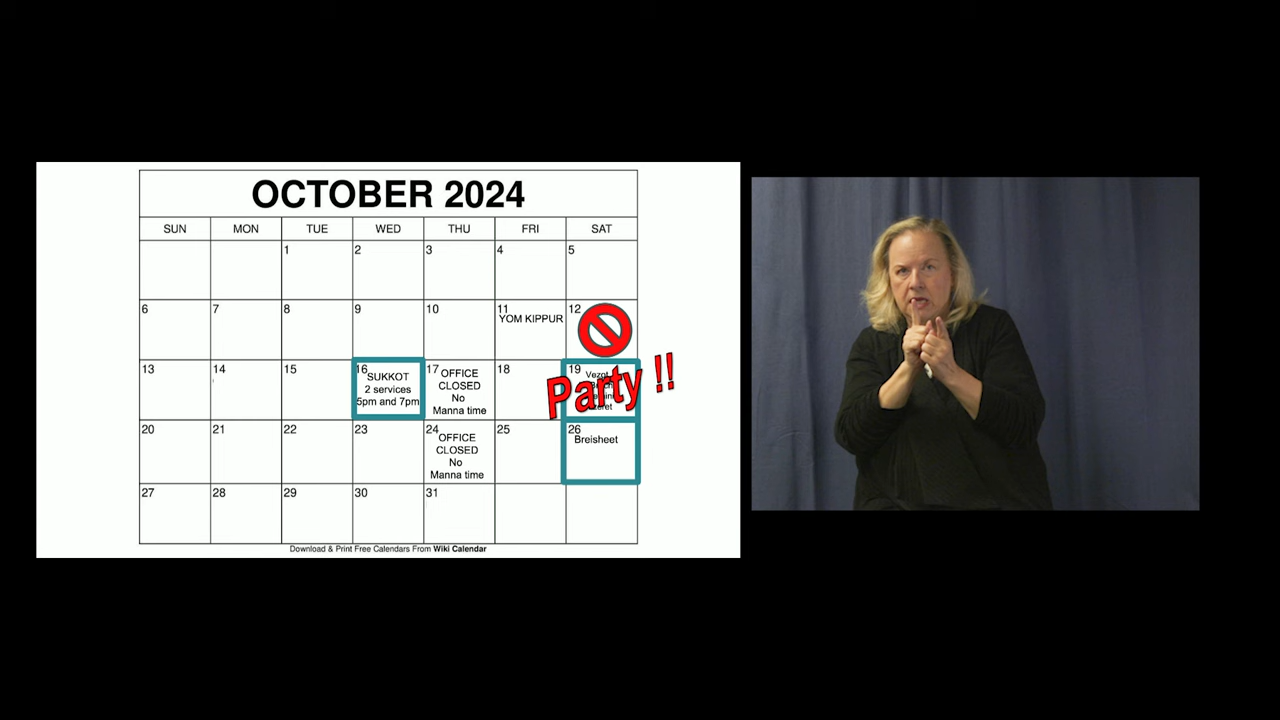 OCTOBER 2024
SUN MON TUE WED THU FRI SAT
1 2 3 4 5
6 7 8 9 10 11 12
YOM KIPPUR
13 14 15 16 17 18 19
SUKKOT
2 services
5pm and 7pm
OFFICE
CLOSED
No
Manna time
Party !!
20 21 22 23 24 25 26
OFFICE
CLOSED
No
Manna time
Breisheet
27 28 29 30 31
Download & Print Free Calendars From Wiki Calendar